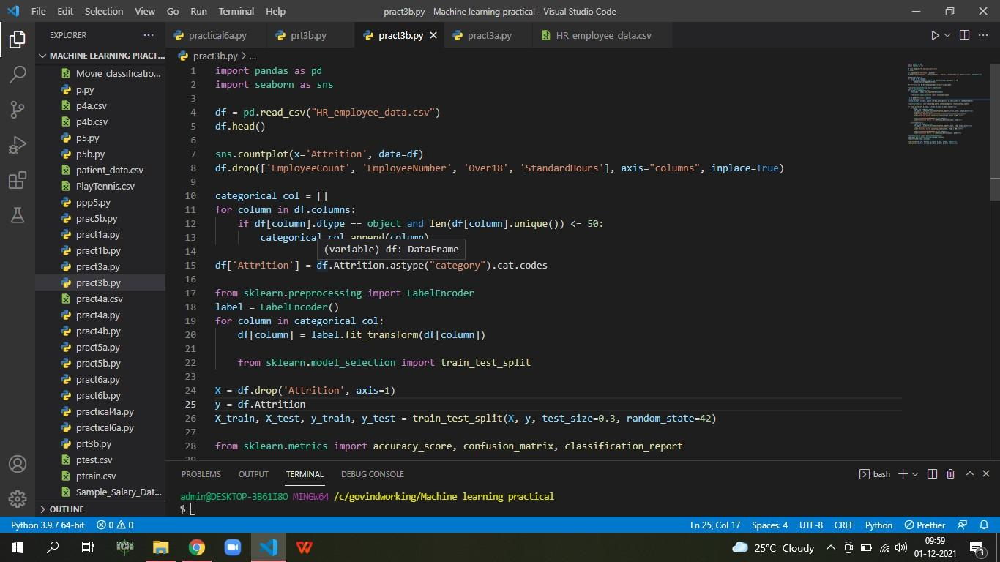 File Edit Selection View Go Run Terminal Help pract3b.py - Machine learning practical - Visual Studio Code
EXPLORER ...
practical6a.py prt3b.py pract3b.py pract3a.py HR_employee_data.csv
MACHINE LEARNING PRACT...
Movie_classificatio...
p.py
p4a.csv
p4b.csv
p5.py
p5b.py
patient_data.csv
PlayTennis.csv
ppp5.py
prac5b.py
pract1a.py
pract1b.py
pract3a.py
pract3b.py
pract4a.csv
pract4a.py
pract4b.py
pract5a.py
pract5b.py
pract6a.py
pract6b.py
practical4a.py
practical6a.py
prt3b.py
ptest.csv
ptrain.csv
Sample_Salary_Dat...
OUTLINE
pract3b.py > ...
1 import pandas as pd
2 import seaborn as sns
3
4 df = pd.read_csv("HR_employee_data.csv")
5 df.head()
6
7 sns.countplot(x='Attrition', data=df)
8 df.drop(['EmployeeCount', 'EmployeeNumber', 'Over18', 'StandardHours'], axis="columns", inplace=True)
9
10 categorical_col = []
11 for column in df.columns:
12 if df[column].dtype == object and len(df[column].unique()) <= 50:
13 categorical_col.append(column)
(variable) df: DataFrame
14
15 df['Attrition'] = df.Attrition.astype("category").cat.codes
16
17 from sklearn.preprocessing import LabelEncoder
18 label = LabelEncoder()
19 for column in categorical_col:
20 df[column] = label.fit_transform(df[column])
21
22 from sklearn.model_selection import train_test_split
23
24 X = df.drop('Attrition', axis=1)
25 y = df.Attrition
26 X_train, X_test, y_train, y_test = train_test_split(X, y, test_size=0.3, random_state=42)
27
28 from sklearn.metrics import accuracy_score, confusion_matrix, classification_report
29
PROBLEMS OUTPUT TERMINAL DEBUG CONSOLE bash
admin@DESKTOP-3B61I8O MINGW64 /c/govindworking/Machine learning practical
$
Python 3.9.7 64-bit 0 0 Ln 25, Col 17 Spaces: 4 UTF-8 CRLF Python Prettier
25°C Cloudy 09:59
01-12-2021 3